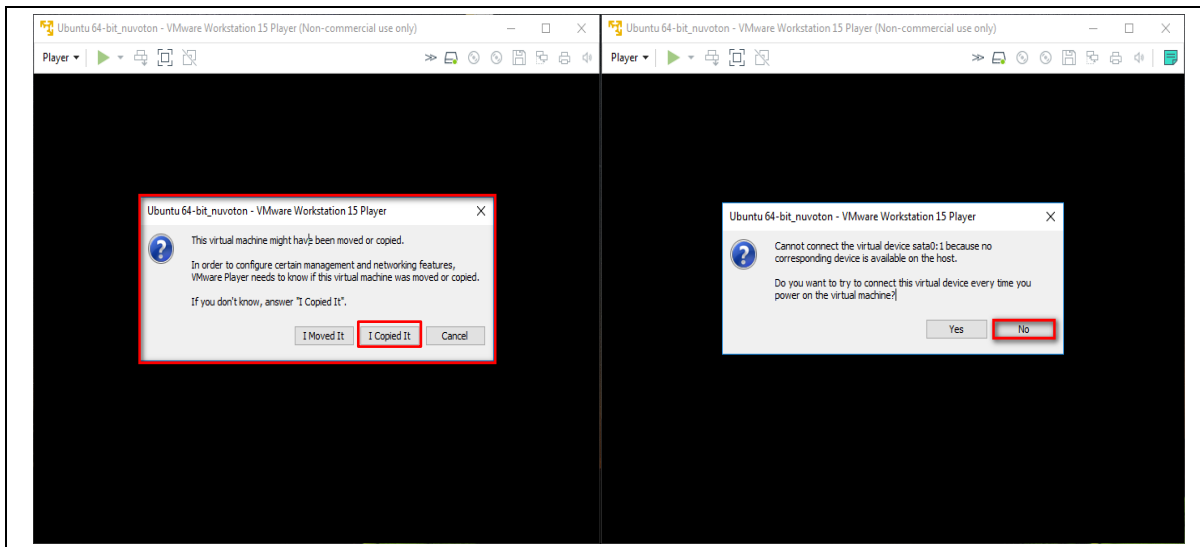 Ubuntu 64-bit_nuvoton - VMware Workstation 15 Player (Non-commercial use only)
Player
Ubuntu 64-bit_nuvoton - VMware Workstation 15 Player
This virtual machine might have been moved or copied.
In order to configure certain management and networking features,
VMware Player needs to know if this virtual machine was moved or copied.
If you don't know, answer "I Copied It".
I Moved It
I Copied It
Cancel
Ubuntu 64-bit_nuvoton - VMware Workstation 15 Player (Non-commercial use only)
Player
Ubuntu 64-bit_nuvoton - VMware Workstation 15 Player
Cannot connect the virtual device sata0:1 because no
corresponding device is available on the host.
Do you want to try to connect this virtual device every time you
power on the virtual machine?
Yes
No